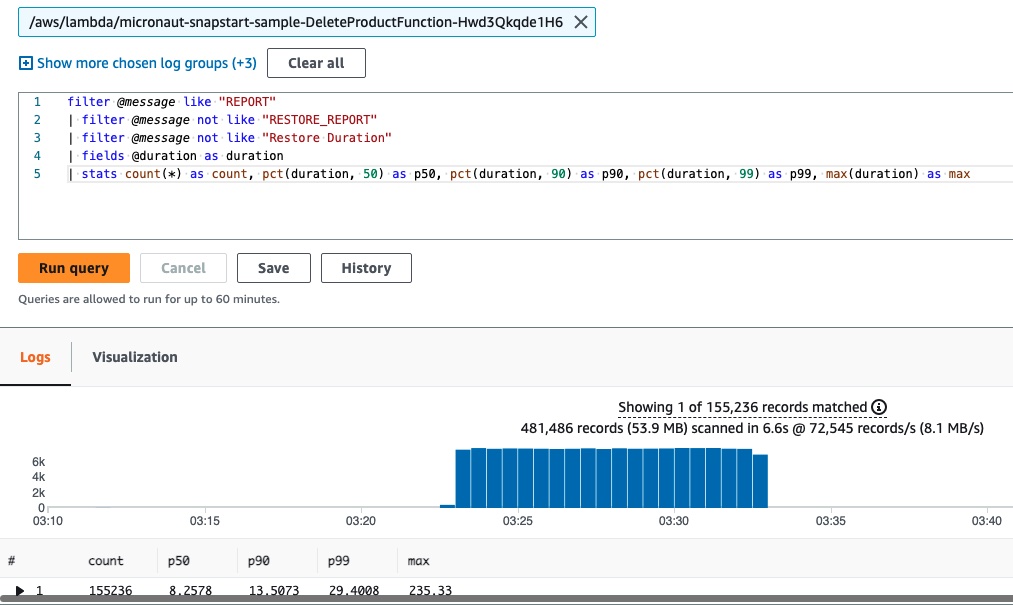 /aws/lambda/micronaut-snapstart-sample-DeleteProductFunction-Hwd3Qkqde1H6
Show more chosen log groups (+3) Clear all
1 filter @message like "REPORT"
2 | filter @message not like "RESTORE_REPORT"
3 | filter @message not like "Restore Duration"
4 | fields @duration as duration
5 | stats count(*) as count, pct(duration, 50) as p50, pct(duration, 90) as p90, pct(duration, 99) as p99, max(duration) as max
Run query Cancel Save History
Queries are allowed to run for up to 60 minutes.
Logs Visualization
Showing 1 of 155,236 records matched
481,486 records (53.9 MB) scanned in 6.6s @ 72,545 records/s (8.1 MB/s)
6k
4k
2k
0
03:10 03:15 03:20 03:25 03:30 03:35 03:40
# count p50 p90 p99 max
1 155236 8.2578 13.5073 29.4008 235.33